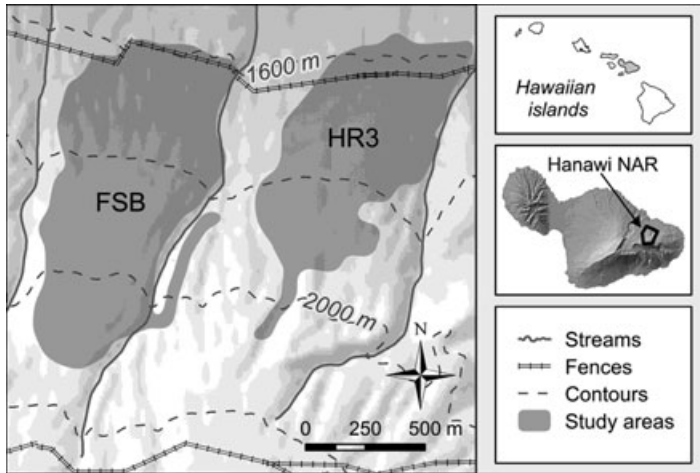 1600 m
HR3
FSB
2000 m
N
0 250 500 m
Hawaiian
islands
Hanawi NAR
Streams
Fences
Contours
Study areas